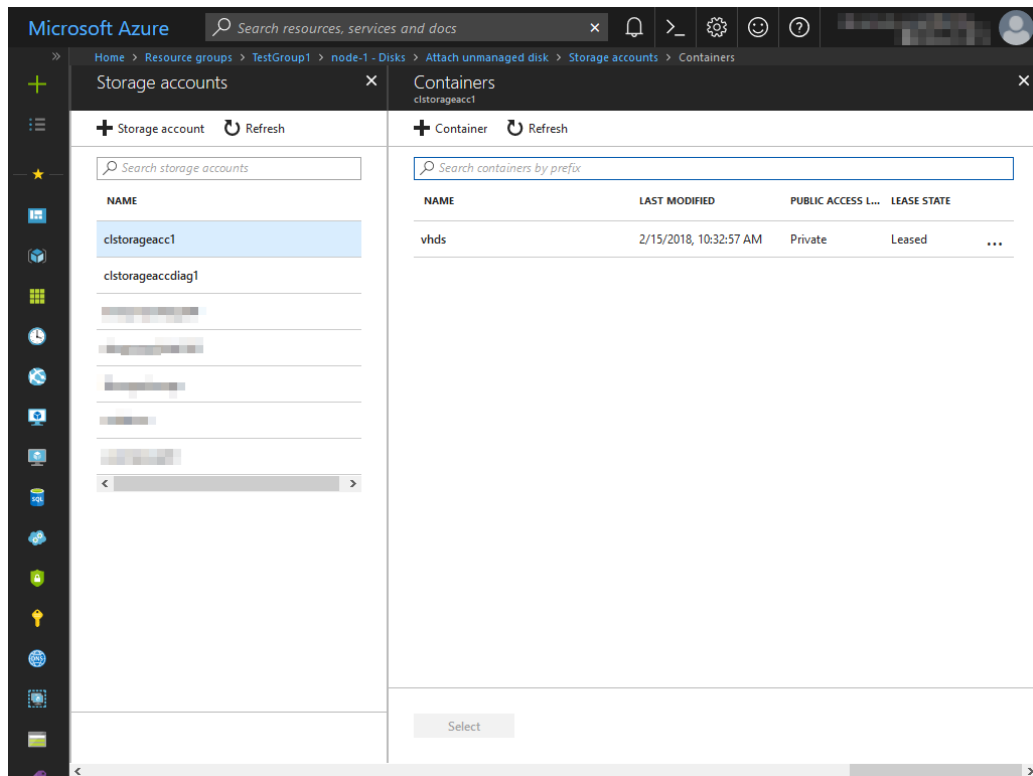 Microsoft Azure
Search resources, services and docs
Home > Resource groups > TestGroup1 > node-1 - Disks > Attach unmanaged disk > Storage accounts > Containers
Storage accounts
Containers
clstorageacc1
Storage account Refresh
Container Refresh
Search storage accounts
Search containers by prefix
NAME
NAME LAST MODIFIED PUBLIC ACCESS L... LEASE STATE
clstorageacc1
vhds 2/15/2018, 10:32:57 AM Private Leased ...
clstorageaccdiag1
SQL
DNS
Select